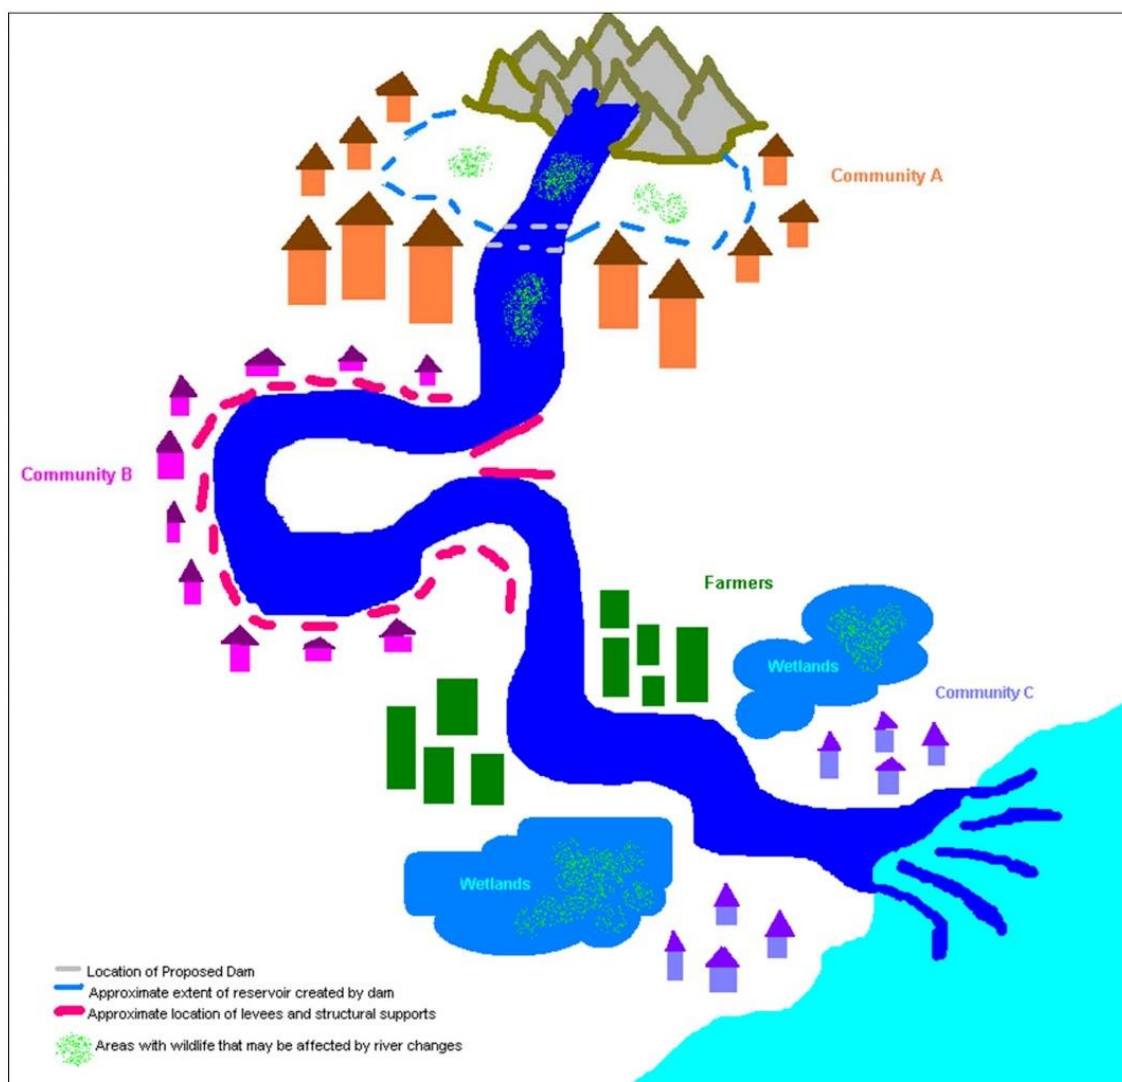 Community A
Community B
Farmers
Wetlands
Community C
Wetlands
Location of Proposed Dam
Approximate extent of reservoir created by dam
Approximate location of levees and structural supports
Areas with wildlife that may be affected by river changes